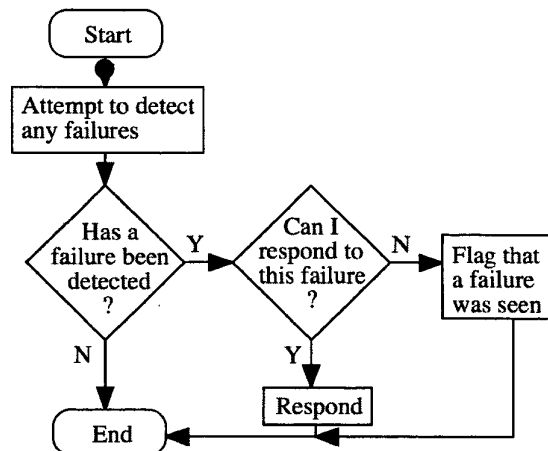 Start
Attempt to detect
any failures
Has a
failure been
detected
?
Y
Can I
respond to
this failure
?
N
Flag that
a failure
was seen
N
Y
Respond
End